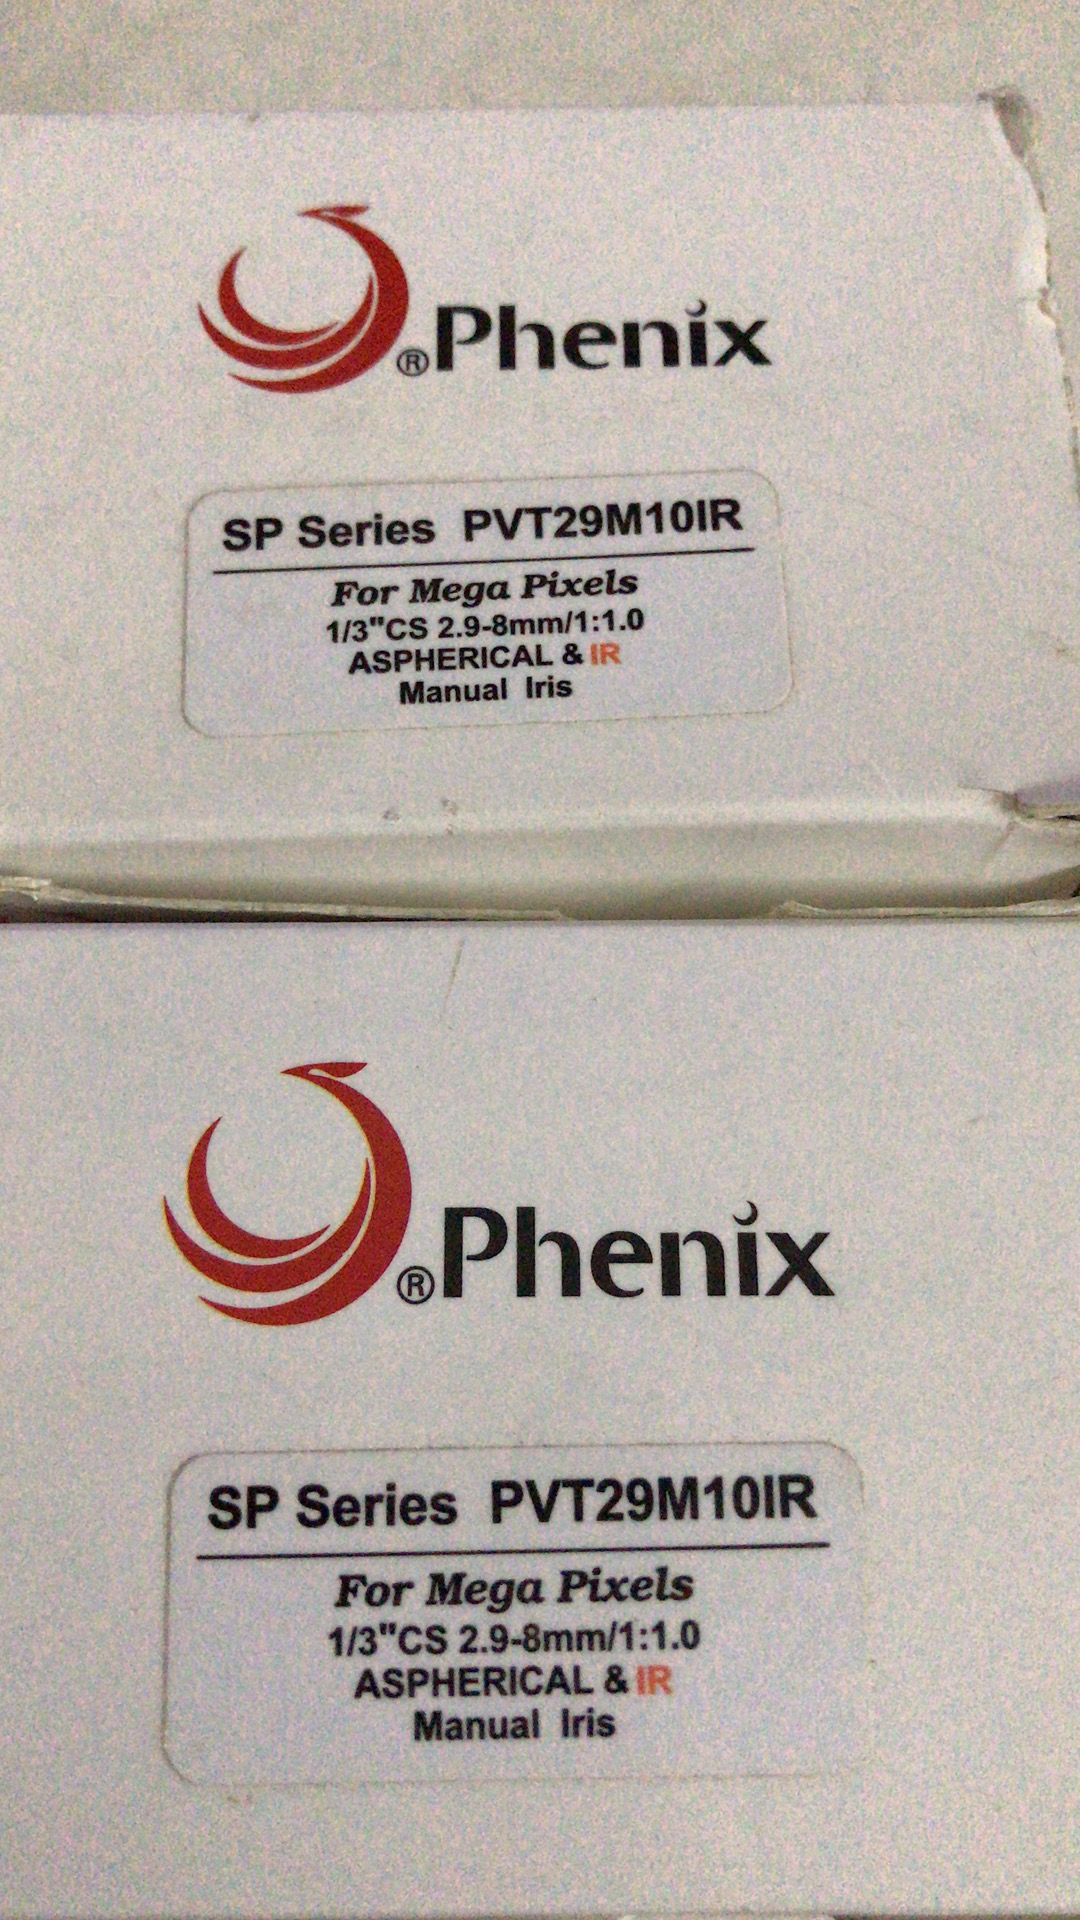 ® Phenix
SP Series PVT29M10IR
For Mega Pixels
1/3"CS 2.9-8mm/1:1.0
ASPHERICAL & IR
Manual Iris
® Phenix
SP Series PVT29M10IR
For Mega Pixels
1/3"CS 2.9-8mm/1:1.0
ASPHERICAL & IR
Manual Iris